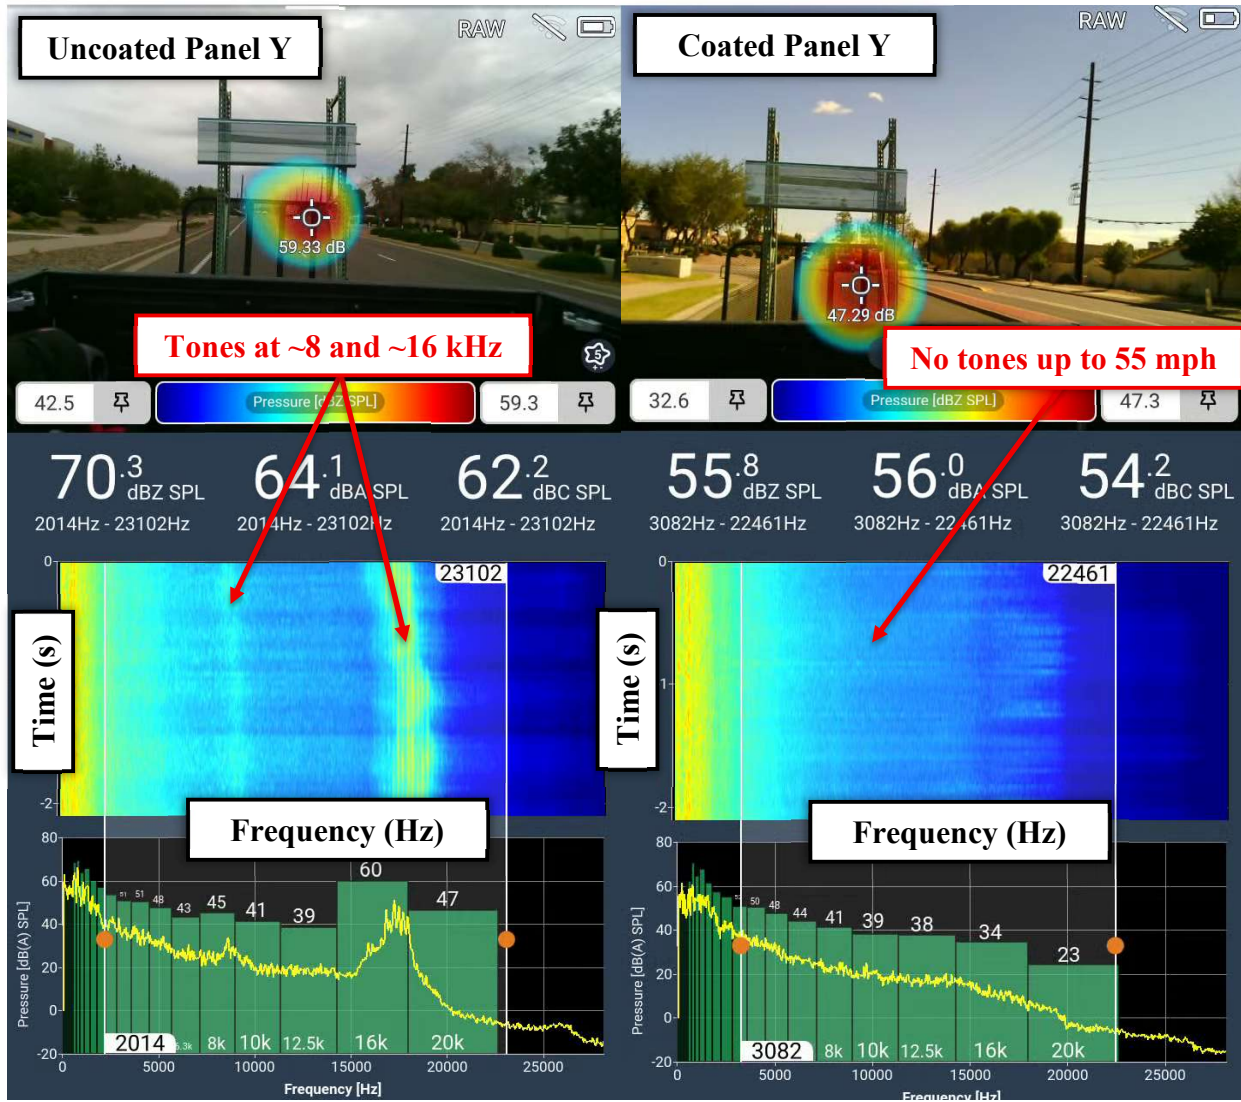 Uncoated Panel Y
RAW
59.33 dB
Tones at ~8 and ~16 kHz
5
42.5
Pressure [dBZ SPL]
59.3
70.3 dBZ SPL
2014Hz - 23102Hz
64.1 dBA SPL
2014Hz - 23102Hz
62.2 dBC SPL
2014Hz - 23102Hz
0
23102
Time (s)
-2
Frequency (Hz)
80
60
40
20
0
-20
Pressure [dB(A) SPL]
51
51
48
43
45
41
39
60
47
2014
6.3k
8k
10k
12.5k
16k
20k
0
5000
10000
15000
20000
25000
Frequency [Hz]
Coated Panel Y
RAW
47.29 dB
No tones up to 55 mph
32.6
Pressure [dBZ SPL]
47.3
55.8 dBZ SPL
3082Hz - 22461Hz
56.0 dBA SPL
3082Hz - 22461Hz
54.2 dBC SPL
3082Hz - 22461Hz
0
22461
Time (s)
1
-2
Frequency (Hz)
80
60
40
20
0
-20
Pressure [dB(A) SPL]
50
48
44
41
39
38
34
23
3082
8k
10k
12.5k
16k
20k
0
5000
10000
15000
20000
25000
Frequency [Hz]